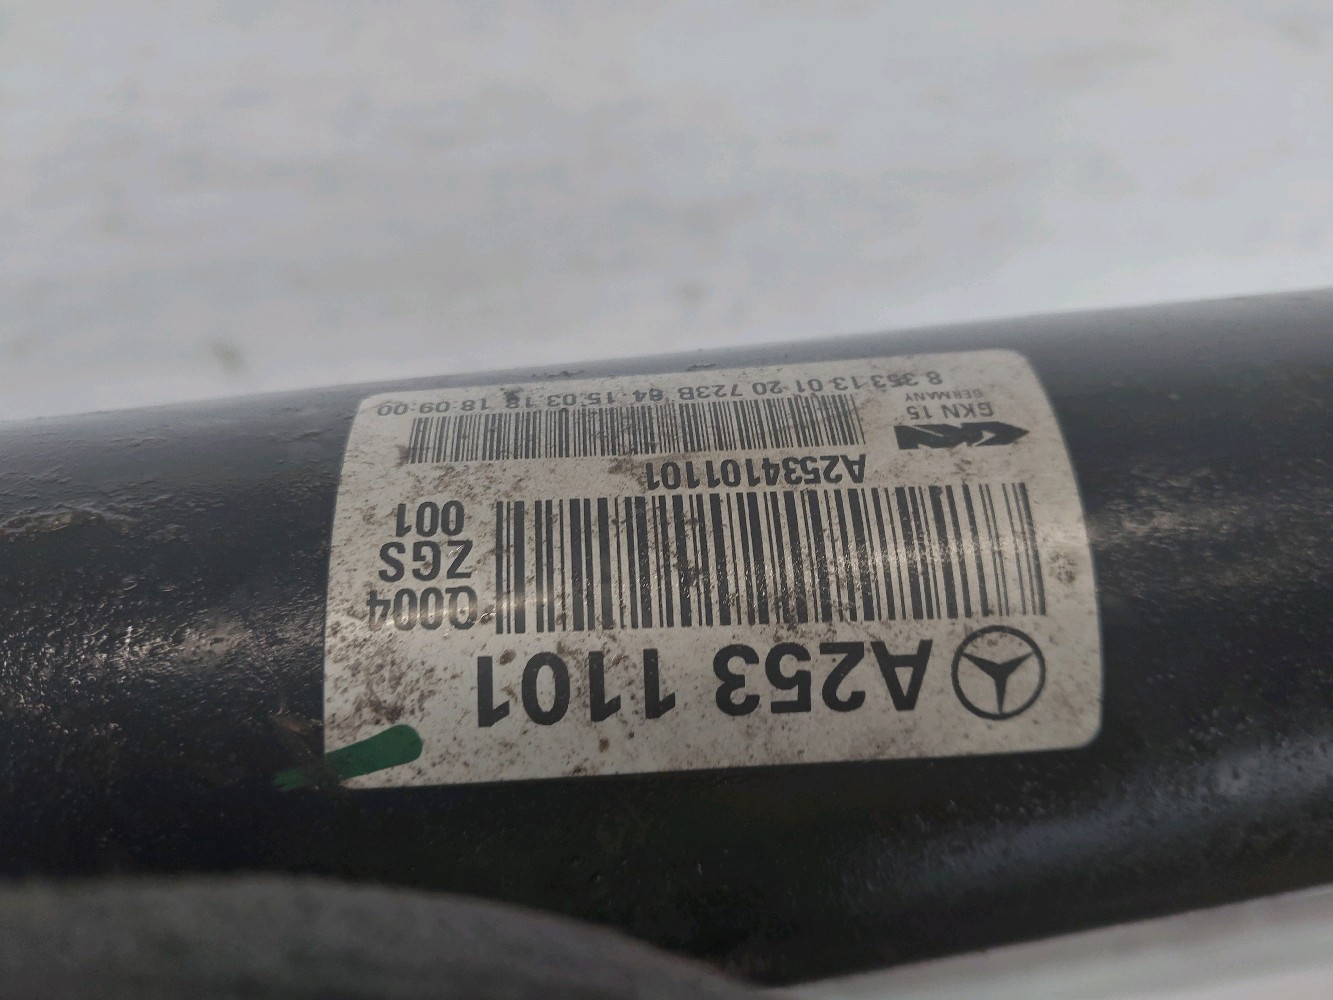 A253 1101
Q004
ZGS
001
A2534101101
GKN
GKN 15
GERMANY
8 353 13 01 20 723B 64 15.03.18 18:09:00